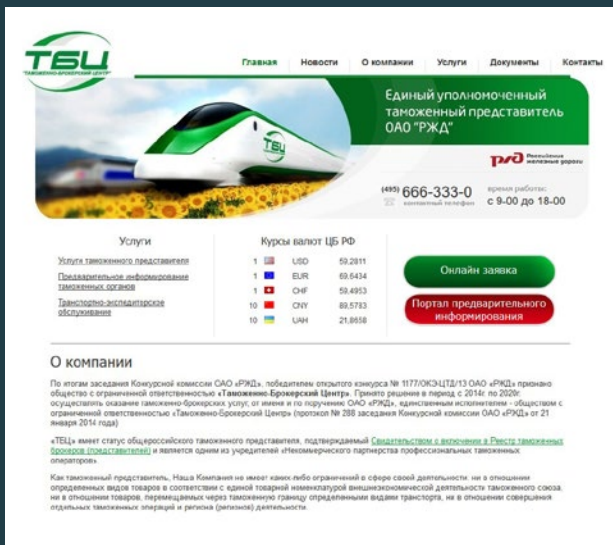 ТБЦ
"ТАМОЖЕННО-БРОКЕРСКИЙ ЦЕНТР"
Главная Новости О компании Услуги Документы Контакты
Единый уполномоченный
таможенный представитель
ОАО "РЖД"
ТБЦ
ржд Российские
железные дороги
(495) 666-333-0 время работы:
контактный телефон с 9-00 до 18-00
Услуги
Услуги таможенного представителя
Предварительное информирование
таможенных органов
Транспортно-экспедиторское
обслуживание
Курсы валют ЦБ РФ
1 USD 59,2811
1 EUR 69,6434
1 CHF 59,4953
10 CNY 89,5783
10 UAH 21,8658
Онлайн заявка
Портал предварительного
информирования
О компании
По итогам заседания Конкурсной комиссии ОАО «РЖД», победителем открытого конкурса № 1177/ОКЭ-ЦТД/13 ОАО «РЖД» признано
общество с ограниченной ответственностью «Таможенно-Брокерский Центр». Принято решение в период с 2014г. по 2020г.
осуществлять оказание таможенно-брокерских услуг, от имени и по поручению ОАО «РЖД», единственным исполнителем - обществом с
ограниченной ответственностью «Таможенно-Брокерский Центр» (протокол № 288 заседания Конкурсной комиссии ОАО «РЖД» от 21
января 2014 года)
«ТБЦ» имеет статус общероссийского таможенного представителя, подтверждаемый Свидетельством о включении в Реестр таможенных
брокеров (представителей) и является одним из учредителей «Некоммерческого партнерства профессиональных таможенных
операторов».
Как таможенный представитель, Наша Компания не имеет каких-либо ограничений в сфере своей деятельности: ни в отношении
определенных видов товаров в соответствии с единой товарной номенклатурой внешнеэкономической деятельности таможенного союза,
ни в отношении товаров, перемещаемых через таможенную границу определенными видами транспорта, ни в отношении совершения
отдельных таможенных операций и региона (регионов) деятельности.